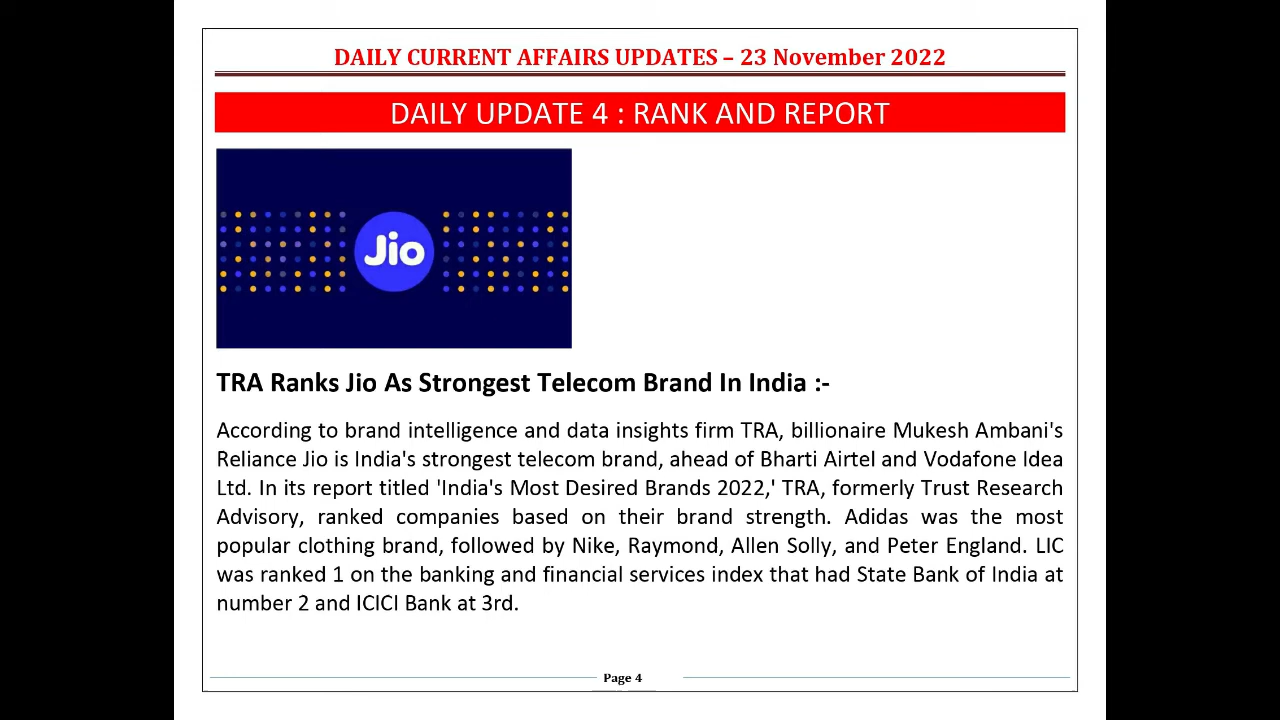 DAILY CURRENT AFFAIRS UPDATES – 23 November 2022
DAILY UPDATE 4 : RANK AND REPORT
Jio
TRA Ranks Jio As Strongest Telecom Brand In India :-
According to brand intelligence and data insights firm TRA, billionaire Mukesh Ambani's
Reliance Jio is India's strongest telecom brand, ahead of Bharti Airtel and Vodafone Idea
Ltd. In its report titled 'India's Most Desired Brands 2022,' TRA, formerly Trust Research
Advisory, ranked companies based on their brand strength. Adidas was the most
popular clothing brand, followed by Nike, Raymond, Allen Solly, and Peter England. LIC
was ranked 1 on the banking and financial services index that had State Bank of India at
number 2 and ICICI Bank at 3rd.
Page 4